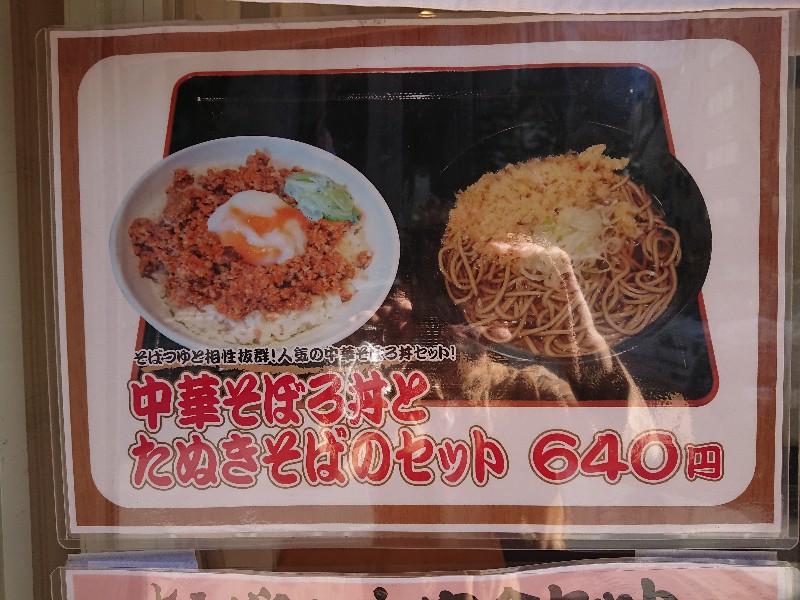 そばつゆと相性抜群!人気の中華そぼろ丼セット!
中華そぼろ丼と
たぬきそばのセット 640円